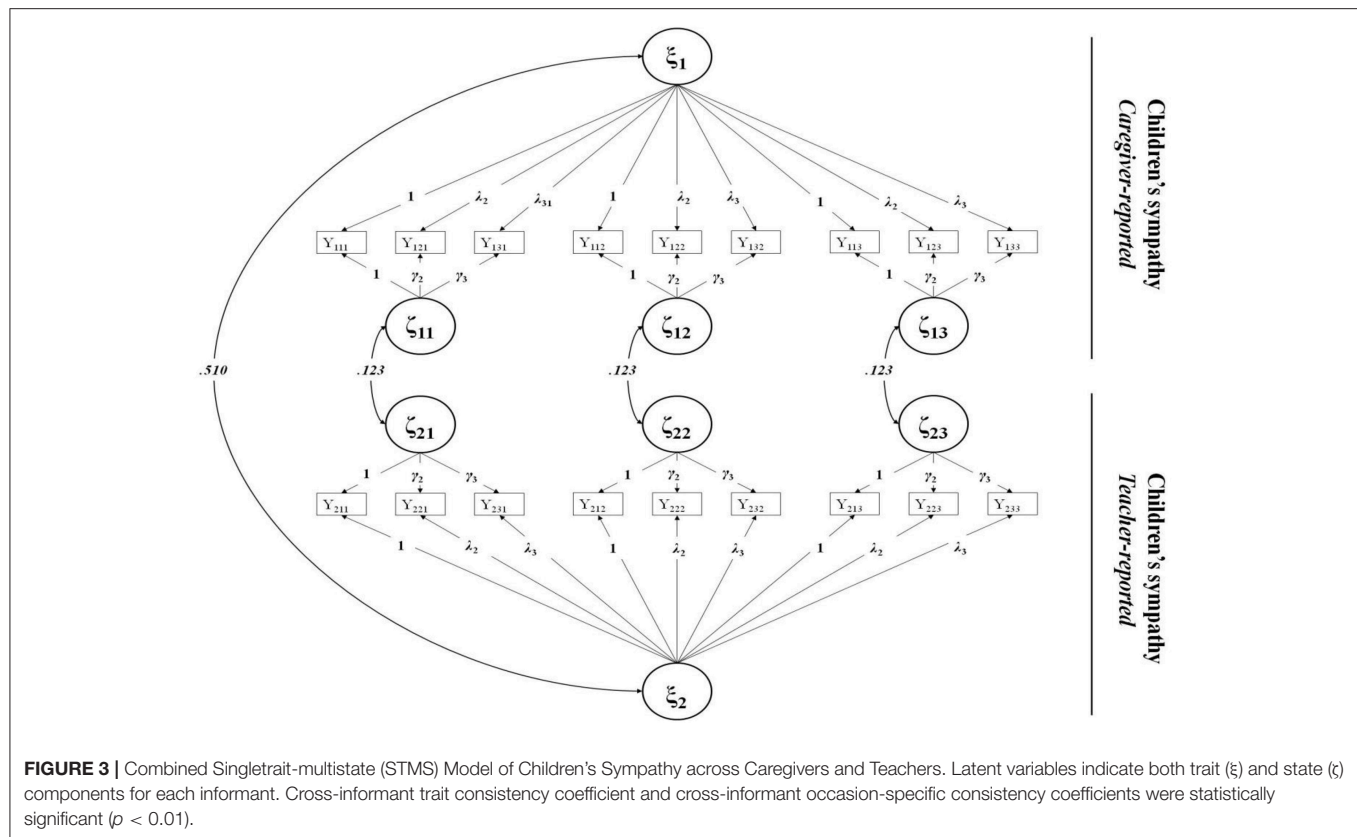 ξ1
1 λ2 λ31 1 λ2 λ3 1 λ2 λ3
Y111 Y121 Y131 Y112 Y122 Y132 Y113 Y123 Y133
1 γ2 γ3 1 γ2 γ3 1 γ2 γ3
ζ11 ζ12 ζ13
.510 .123 .123 .123
ζ21 ζ22 ζ23
1 γ2 γ3 1 γ2 γ3 1 γ2 γ3
Y211 Y221 Y231 Y212 Y222 Y232 Y213 Y223 Y233
1 λ2 λ3 1 λ2 λ3 1 λ2 λ3
ξ2
Children's sympathy
Caregiver-reported
Children's sympathy
Teacher-reported
FIGURE 3 | Combined Singletrait-multistate (STMS) Model of Children's Sympathy across Caregivers and Teachers. Latent variables indicate both trait (ξ) and state (ζ)
components for each informant. Cross-informant trait consistency coefficient and cross-informant occasion-specific consistency coefficients were statistically
significant (p < 0.01).